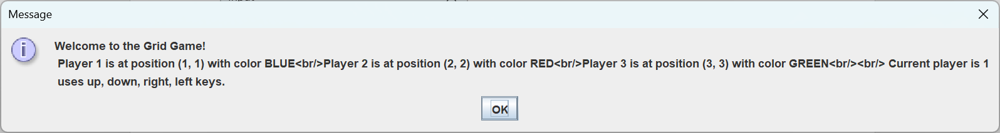 Message
Welcome to the Grid Game!
Player 1 is at position (1, 1) with color BLUE<br/>Player 2 is at position (2, 2) with color RED<br/>Player 3 is at position (3, 3) with color GREEN<br/><br/> Current player is 1
uses up, down, right, left keys.
OK